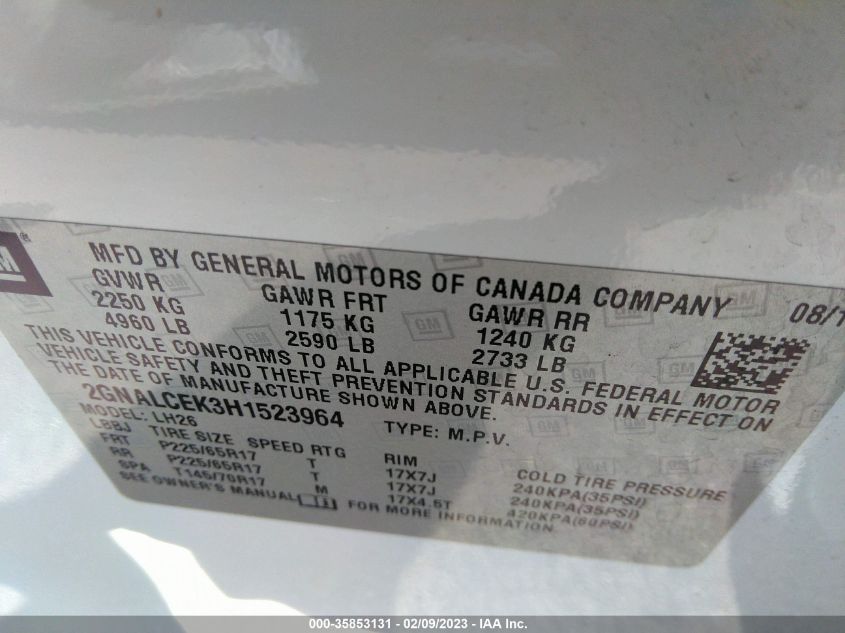 GM ®
MFD BY GENERAL MOTORS OF CANADA COMPANY 08/1
GVWR GAWR FRT GAWR RR
2250 KG 1175 KG 1240 KG
4960 LB 2590 LB 2733 LB
THIS VEHICLE CONFORMS TO ALL APPLICABLE U.S. FEDERAL MOTOR
VEHICLE SAFETY AND THEFT PREVENTION STANDARDS IN EFFECT ON
THE DATE OF MANUFACTURE SHOWN ABOVE.
2GNALCEK3H1523964 TYPE: M.P.V.
MODEL: LH26
LBBJ TIRE SIZE SPEED RTG RIM COLD TIRE PRESSURE
FRT P225/65R17 T 17X7J 240KPA(35PSI)
RR P225/65R17 T 17X7J 240KPA(35PSI)
SPA T145/70R17 M 17X4.5T 420KPA(60PSI)
SEE OWNER'S MANUAL FOR MORE INFORMATION
000-35853131 - 02/09/2023 - IAA Inc.